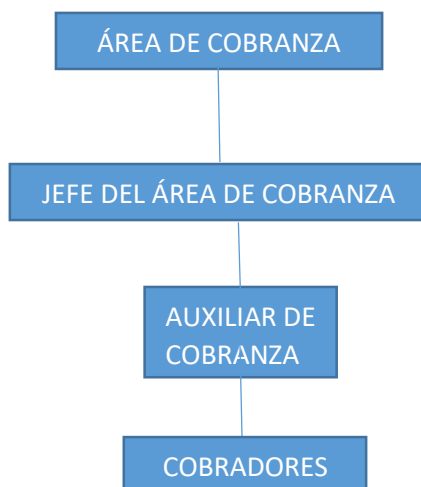 ÁREA DE COBRANZA
JEFE DEL ÁREA DE COBRANZA
AUXILIAR DE
COBRANZA
COBRADORES